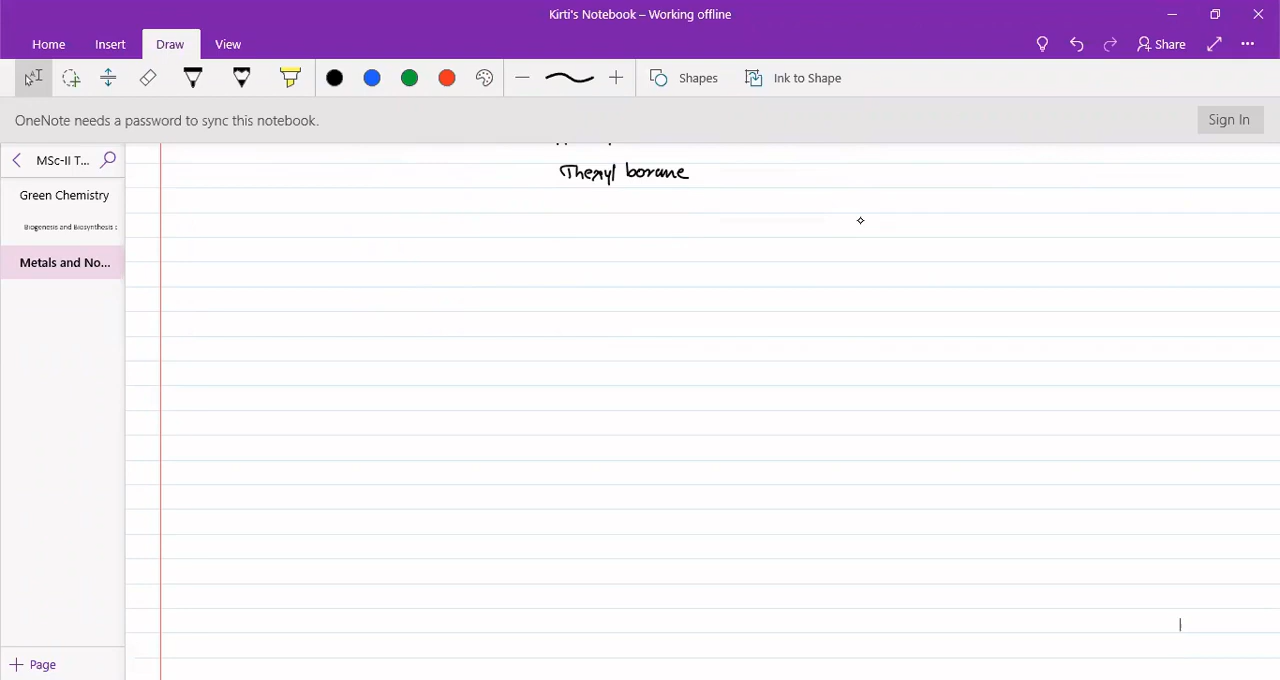 Kirti's Notebook – Working offline
Home Insert Draw View Share
Shapes Ink to Shape
OneNote needs a password to sync this notebook. Sign In
MSc-II T...
Green Chemistry
Biogenesis and Biosynthesis
Metals and No...
Thexyl borane
Page